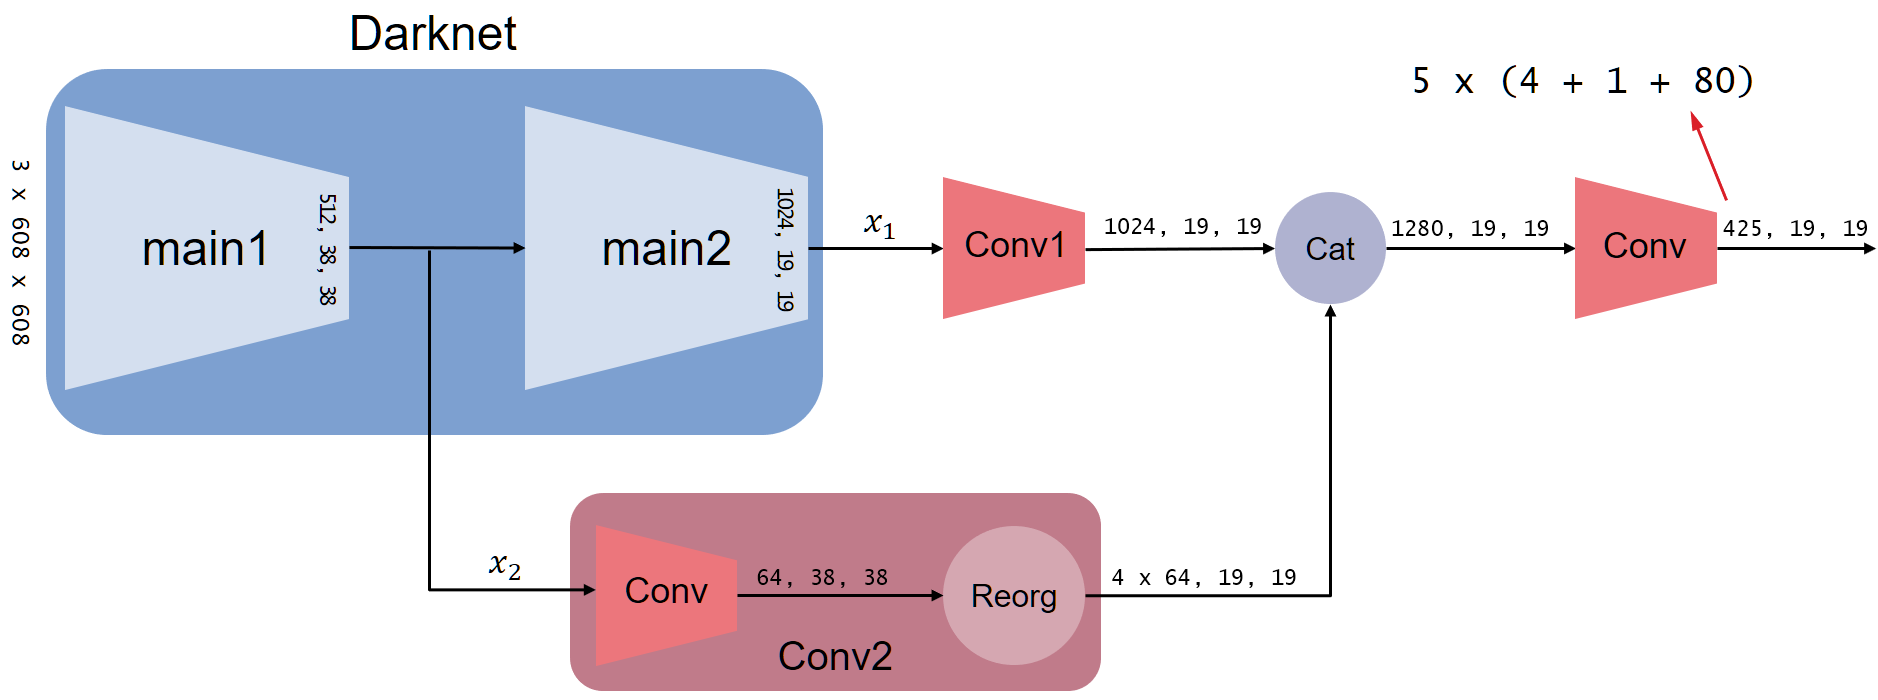 Darknet
5 x (4 + 1 + 80)
3 x 608 x 608
main1
512, 38, 38
main2
1024, 19, 19
x₁
Conv1
1024, 19, 19
Cat
1280, 19, 19
Conv
425, 19, 19
x₂
Conv
64, 38, 38
Reorg
4 x 64, 19, 19
Conv2